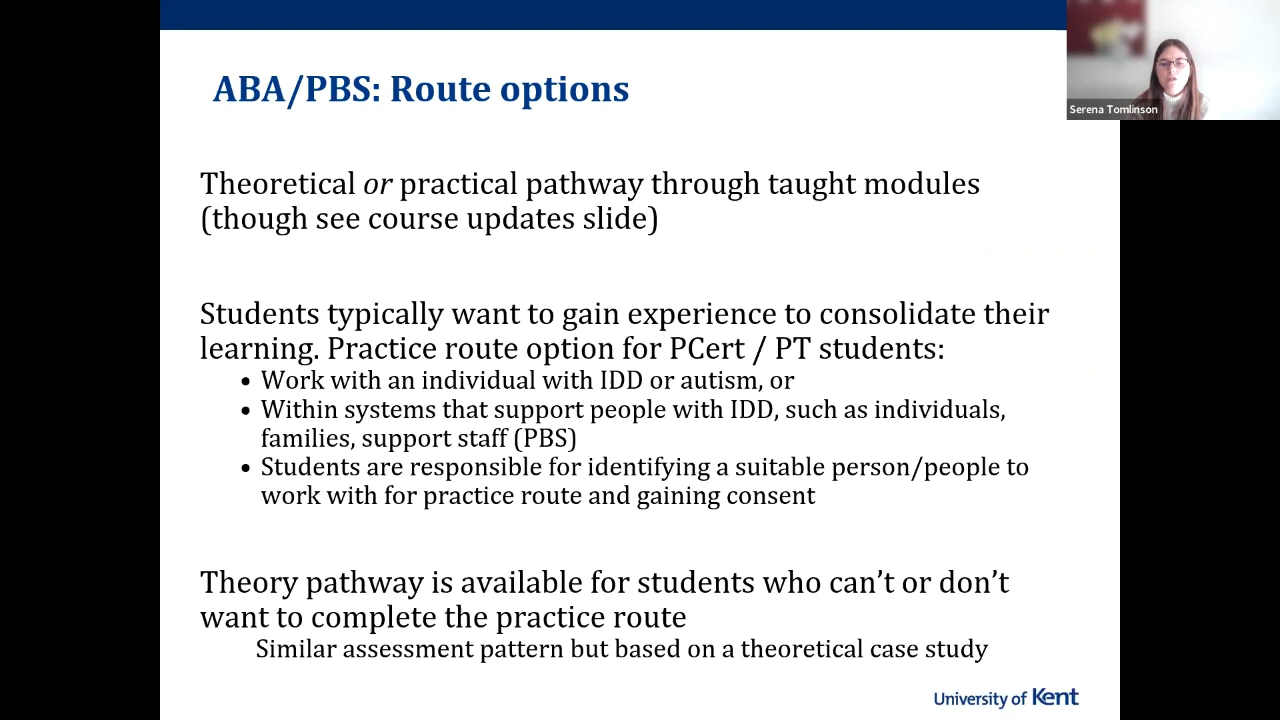 ABA/PBS: Route options
Serena Tomlinson
Theoretical or practical pathway through taught modules
(though see course updates slide)
Students typically want to gain experience to consolidate their
learning. Practice route option for PCert / PT students:
• Work with an individual with IDD or autism, or
• Within systems that support people with IDD, such as individuals,
families, support staff (PBS)
• Students are responsible for identifying a suitable person/people to
work with for practice route and gaining consent
Theory pathway is available for students who can’t or don’t
want to complete the practice route
Similar assessment pattern but based on a theoretical case study
University of Kent